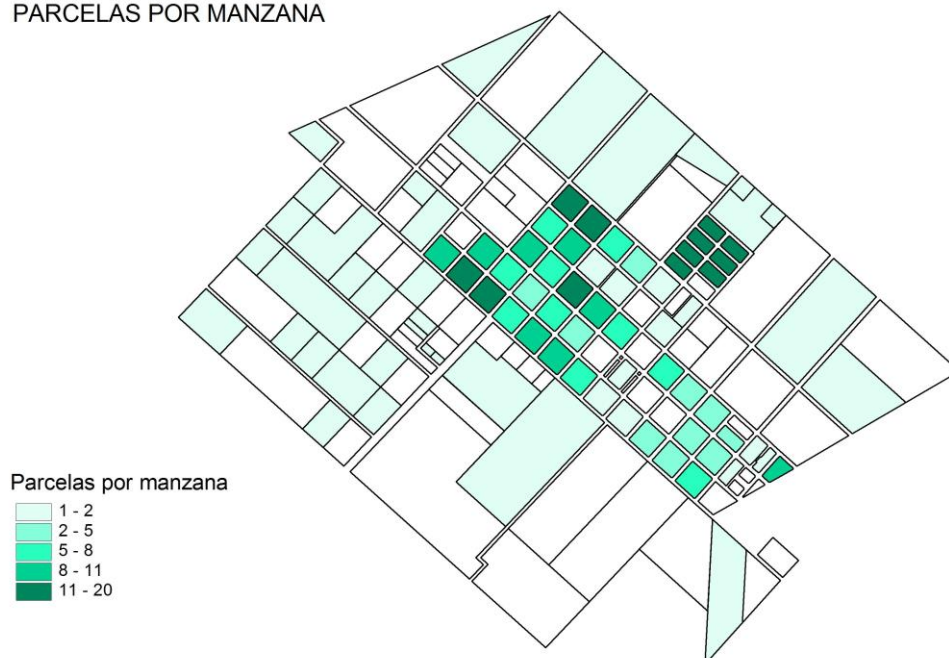 PARCELAS POR MANZANA
Parcelas por manzana
1 - 2
2 - 5
5 - 8
8 - 11
11 - 20